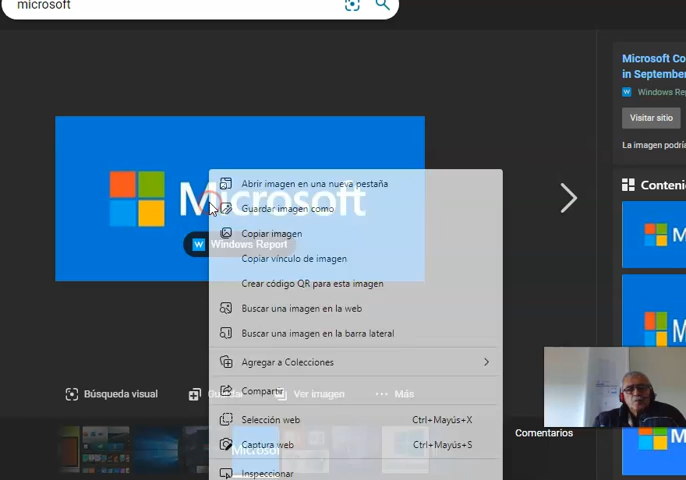 microsoft
Microsoft
Windows Report
Abrir imagen en una nueva pestaña
Guardar imagen como
Copiar imagen
Copiar vínculo de imagen
Crear código QR para esta imagen
Buscar una imagen en la web
Buscar una imagen en la barra lateral
Agregar a Colecciones
Compartir
Selección web Ctrl+Mayús+X
Captura web Ctrl+Mayús+S
Inspeccionar
Búsqueda visual
Ver imagen
Más
Comentarios
Microsoft Co
in September
Windows Rep
Visitar sitio
La imagen podría
Conteni